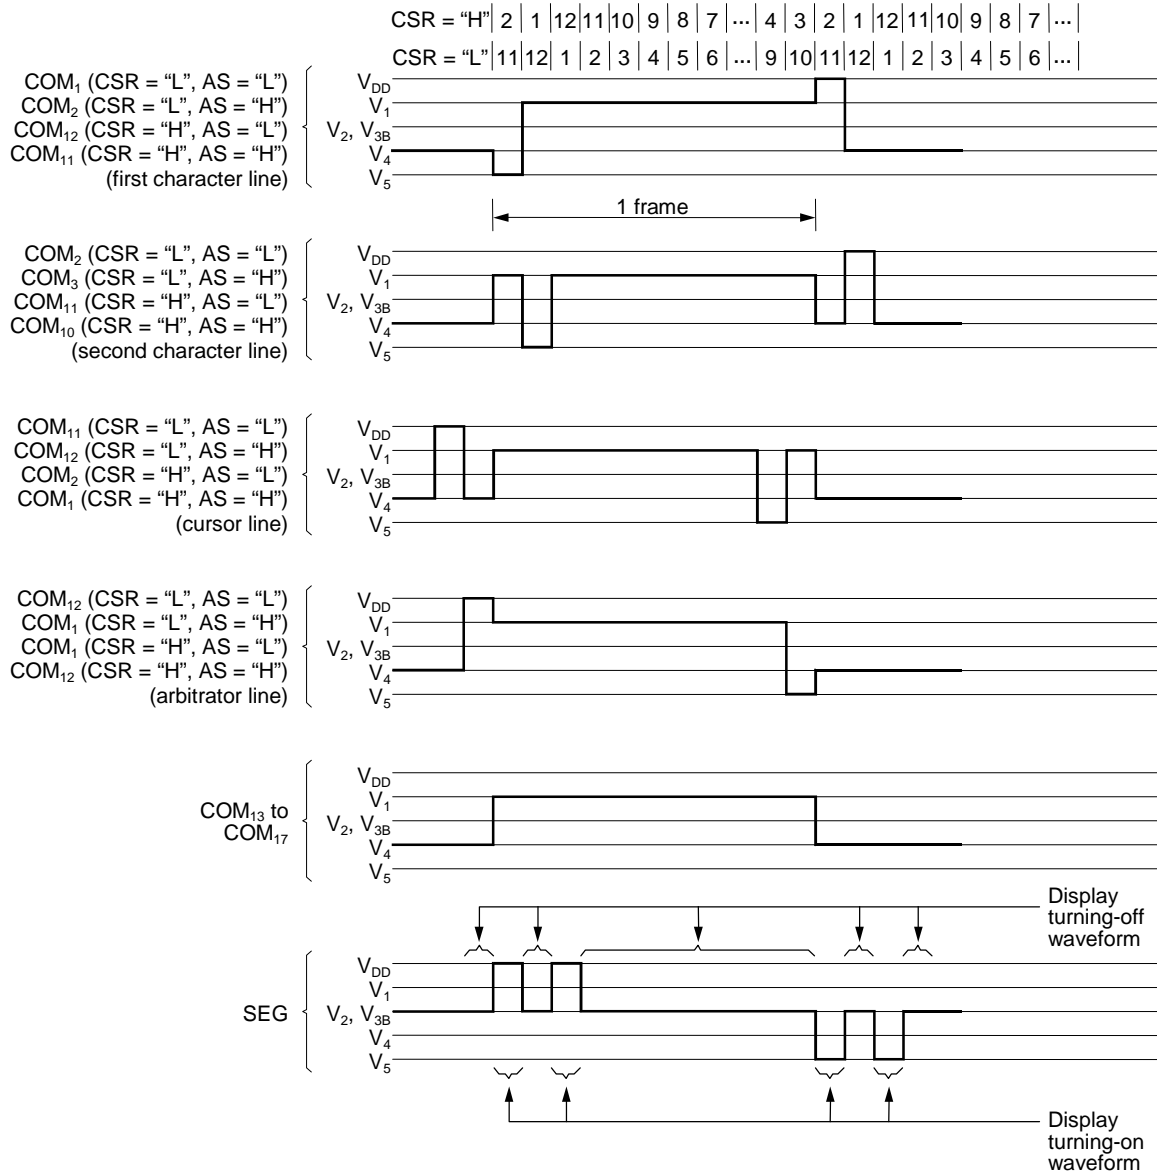 CSR = “H” 2 1 12 11 10 9 8 7 ... 4 3 2 1 12 11 10 9 8 7 ...
CSR = “L” 11 12 1 2 3 4 5 6 ... 9 10 11 12 1 2 3 4 5 6 ...
COM1 (CSR = “L”, AS = “L”)
COM2 (CSR = “L”, AS = “H”)
COM12 (CSR = “H”, AS = “L”)
COM11 (CSR = “H”, AS = “H”)
(first character line)
VDD
V1
V2, V3B
V4
V5
1 frame
COM2 (CSR = “L”, AS = “L”)
COM3 (CSR = “L”, AS = “H”)
COM11 (CSR = “H”, AS = “L”)
COM10 (CSR = “H”, AS = “H”)
(second character line)
VDD
V1
V2, V3B
V4
V5
COM11 (CSR = “L”, AS = “L”)
COM12 (CSR = “L”, AS = “H”)
COM2 (CSR = “H”, AS = “L”)
COM1 (CSR = “H”, AS = “H”)
(cursor line)
VDD
V1
V2, V3B
V4
V5
COM12 (CSR = “L”, AS = “L”)
COM1 (CSR = “L”, AS = “H”)
COM1 (CSR = “H”, AS = “L”)
COM12 (CSR = “H”, AS = “H”)
(arbitrator line)
VDD
V1
V2, V3B
V4
V5
COM13 to
COM17
VDD
V1
V2, V3B
V4
V5
Display
turning-off
waveform
SEG
VDD
V1
V2, V3B
V4
V5
Display
turning-on
waveform